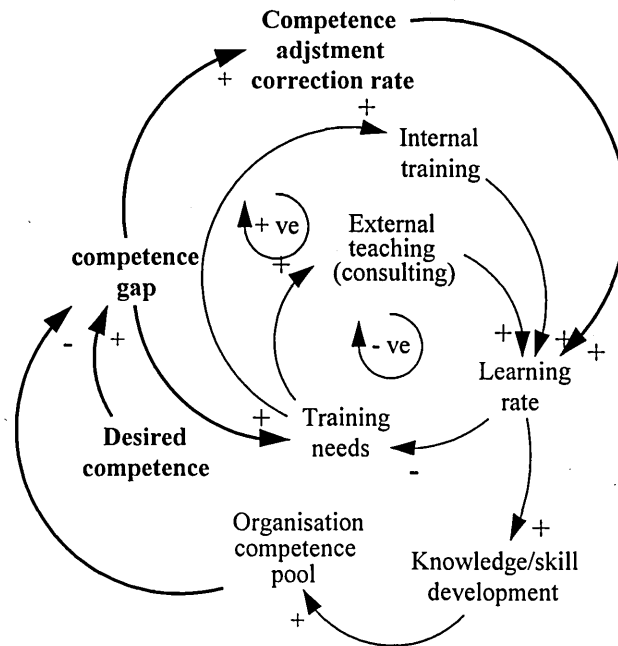 Competence
adjstment
correction rate
+
+
Internal
training
+ ve
External
teaching
(consulting)
+
competence
gap
-
+
- ve
+
+
+
Learning
rate
Desired
competence
+
Training
needs
-
Organisation
competence
pool
+
Knowledge/skill
development
+